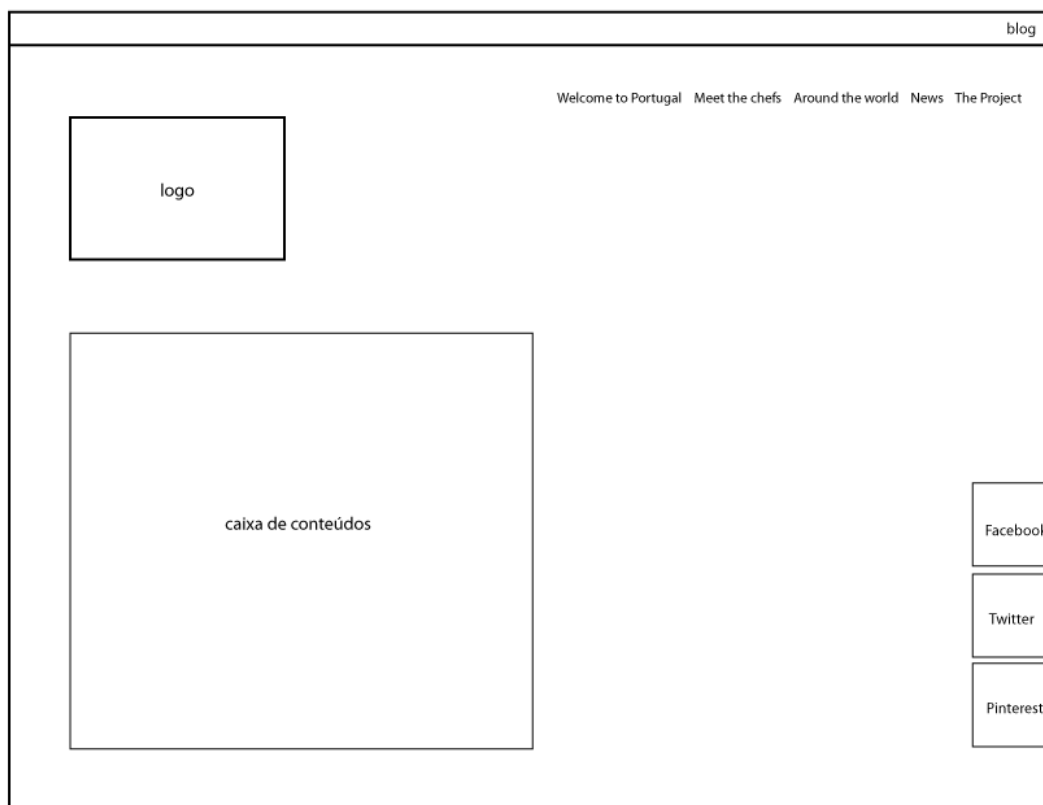 blog
Welcome to Portugal Meet the chefs Around the world News The Project
logo
caixa de conteúdos
Facebook
Twitter
Pinterest